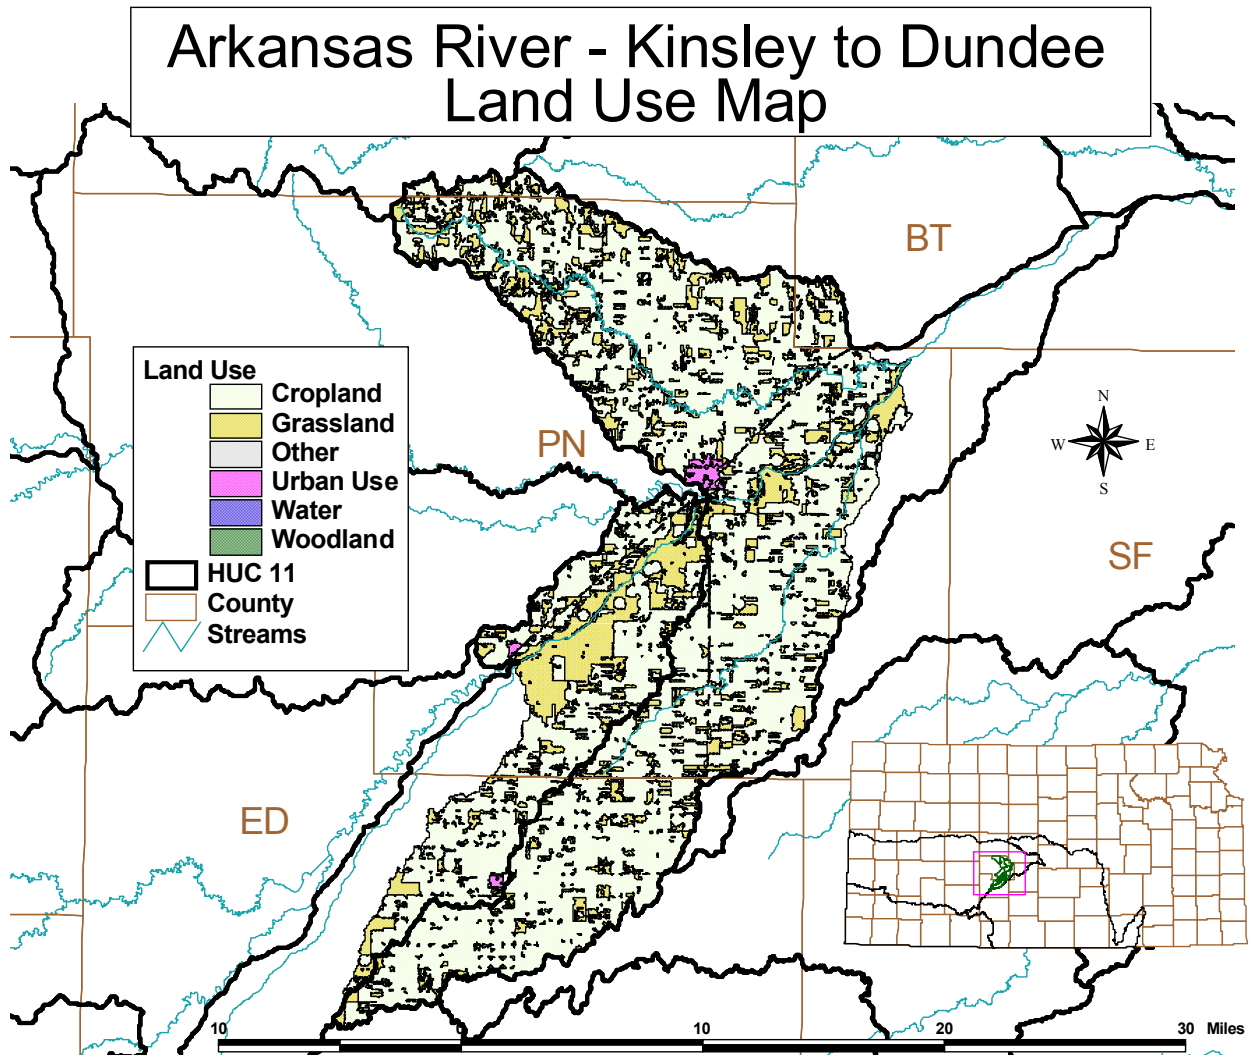 Arkansas River - Kinsley to Dundee
Land Use Map
BT
Land Use
Cropland
Grassland
Other
Urban Use
Water
Woodland
HUC 11
County
Streams
PN
N
W E
S
SF
ED
10 0 10 20 30 Miles